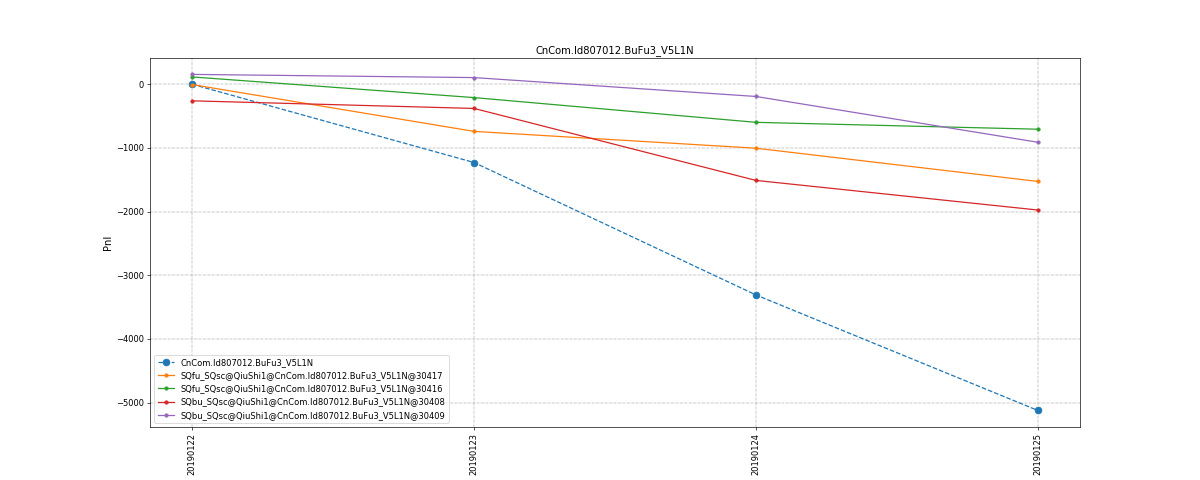 CnCom.Id807012.BuFu3_V5L1N
0
−1000
−2000
−3000
−4000
−5000
Pnl
CnCom.Id807012.BuFu3_V5L1N
SQfu_SQsc@QiuShi1@CnCom.Id807012.BuFu3_V5L1N@30417
SQfu_SQsc@QiuShi1@CnCom.Id807012.BuFu3_V5L1N@30416
SQbu_SQsc@QiuShi1@CnCom.Id807012.BuFu3_V5L1N@30408
SQbu_SQsc@QiuShi1@CnCom.Id807012.BuFu3_V5L1N@30409
20190122
20190123
20190124
20190125